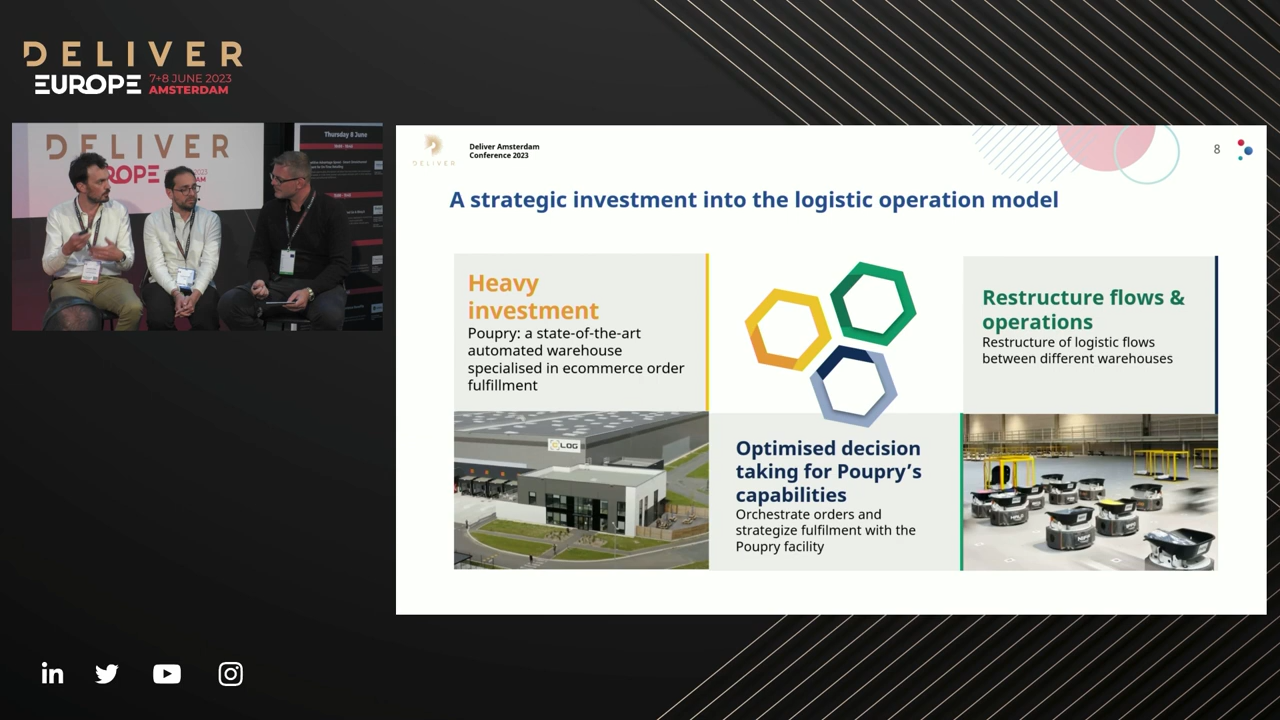 DELIVER
EUROPE 7+8 JUNE 2023
AMSTERDAM
DELIVER
ROPE
Thursday 8 June
Deliver Amsterdam
Conference 2023
DELIVER
8
A strategic investment into the logistic operation model
Heavy
investment
Poupry: a state-of-the-art
automated warehouse
specialised in ecommerce order
fulfillment
Restructure flows &
operations
Restructure of logistic flows
between different warehouses
LOG
Optimised decision
taking for Poupry’s
capabilities
Orchestrate orders and
strategize fulfilment with the
Poupry facility
in